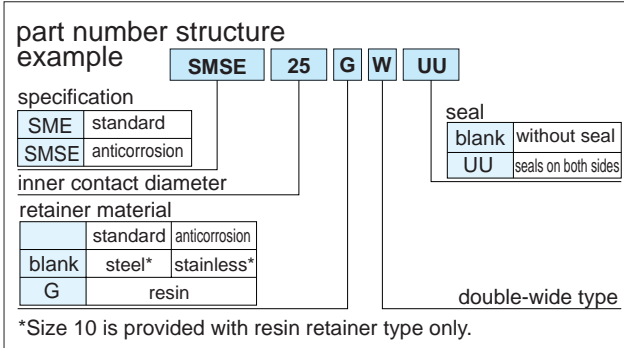 part number structure
example SMSE 25 G W UU
specification
SME standard
SMSE anticorrosion
seal
blank without seal
UU seals on both sides
inner contact diameter
retainer material
standard anticorrosion
blank steel* stainless*
G resin
double-wide type
*Size 10 is provided with resin retainer type only.